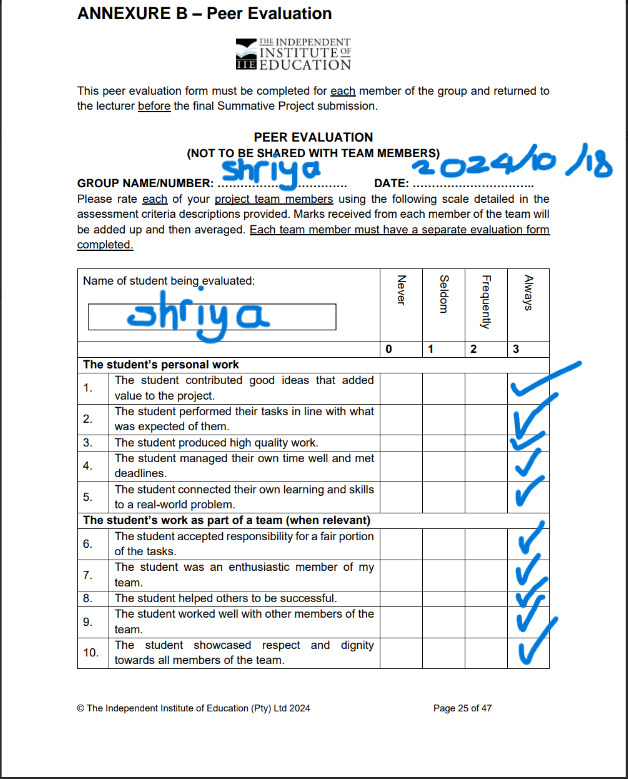 ANNEXURE B – Peer Evaluation
THE INDEPENDENT
INSTITUTE OF
IIE EDUCATION
This peer evaluation form must be completed for each member of the group and returned to
the lecturer before the final Summative Project submission.
PEER EVALUATION
(NOT TO BE SHARED WITH TEAM MEMBERS)
GROUP NAME/NUMBER: shriya DATE: 2024/10/18
Please rate each of your project team members using the following scale detailed in the
assessment criteria descriptions provided. Marks received from each member of the team will
be added up and then averaged. Each team member must have a separate evaluation form
completed.
Name of student being evaluated:
shriya
Never Seldom Frequently Always
0 1 2 3
The student's personal work
1. The student contributed good ideas that added
value to the project.
2. The student performed their tasks in line with what
was expected of them.
3. The student produced high quality work.
4. The student managed their own time well and met
deadlines.
5. The student connected their own learning and skills
to a real-world problem.
The student's work as part of a team (when relevant)
6. The student accepted responsibility for a fair portion
of the tasks.
7. The student was an enthusiastic member of my
team.
8. The student helped others to be successful.
9. The student worked well with other members of the
team.
10. The student showcased respect and dignity
towards all members of the team.
© The Independent Institute of Education (Pty) Ltd 2024 Page 25 of 47